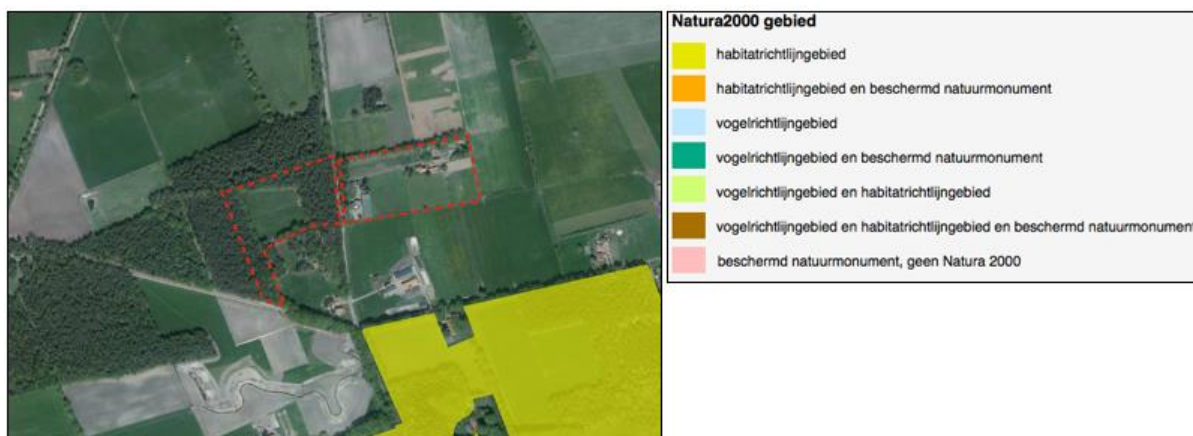 Natura2000 gebied
habitatrichtlijngebied
habitatrichtlijngebied en beschermd natuurmonument
vogelrichtlijngebied
vogelrichtlijngebied en beschermd natuurmonument
vogelrichtlijngebied en habitatrichtlijngebied
vogelrichtlijngebied en habitatrichtlijngebied en beschermd natuurmonument
beschermd natuurmonument, geen Natura 2000